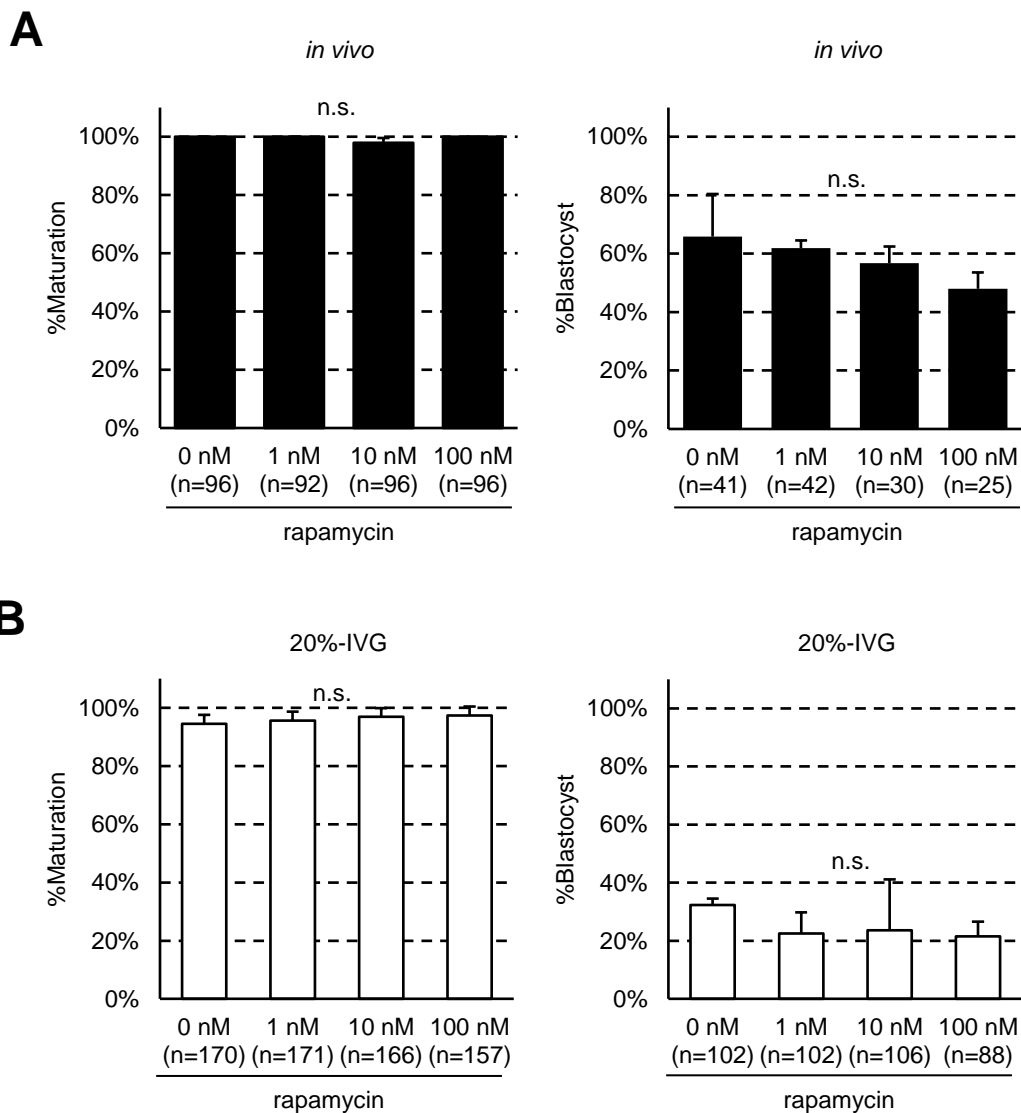 A
in vivo
n.s.
%Maturation
100%
80%
60%
40%
20%
0%
0 nM 1 nM 10 nM 100 nM
(n=96) (n=92) (n=96) (n=96)
rapamycin
in vivo
n.s.
%Blastocyst
100%
80%
60%
40%
20%
0%
0 nM 1 nM 10 nM 100 nM
(n=41) (n=42) (n=30) (n=25)
rapamycin
B
20%-IVG
n.s.
%Maturation
100%
80%
60%
40%
20%
0%
0 nM 1 nM 10 nM 100 nM
(n=170) (n=171) (n=166) (n=157)
rapamycin
20%-IVG
n.s.
%Blastocyst
100%
80%
60%
40%
20%
0%
0 nM 1 nM 10 nM 100 nM
(n=102) (n=102) (n=106) (n=88)
rapamycin